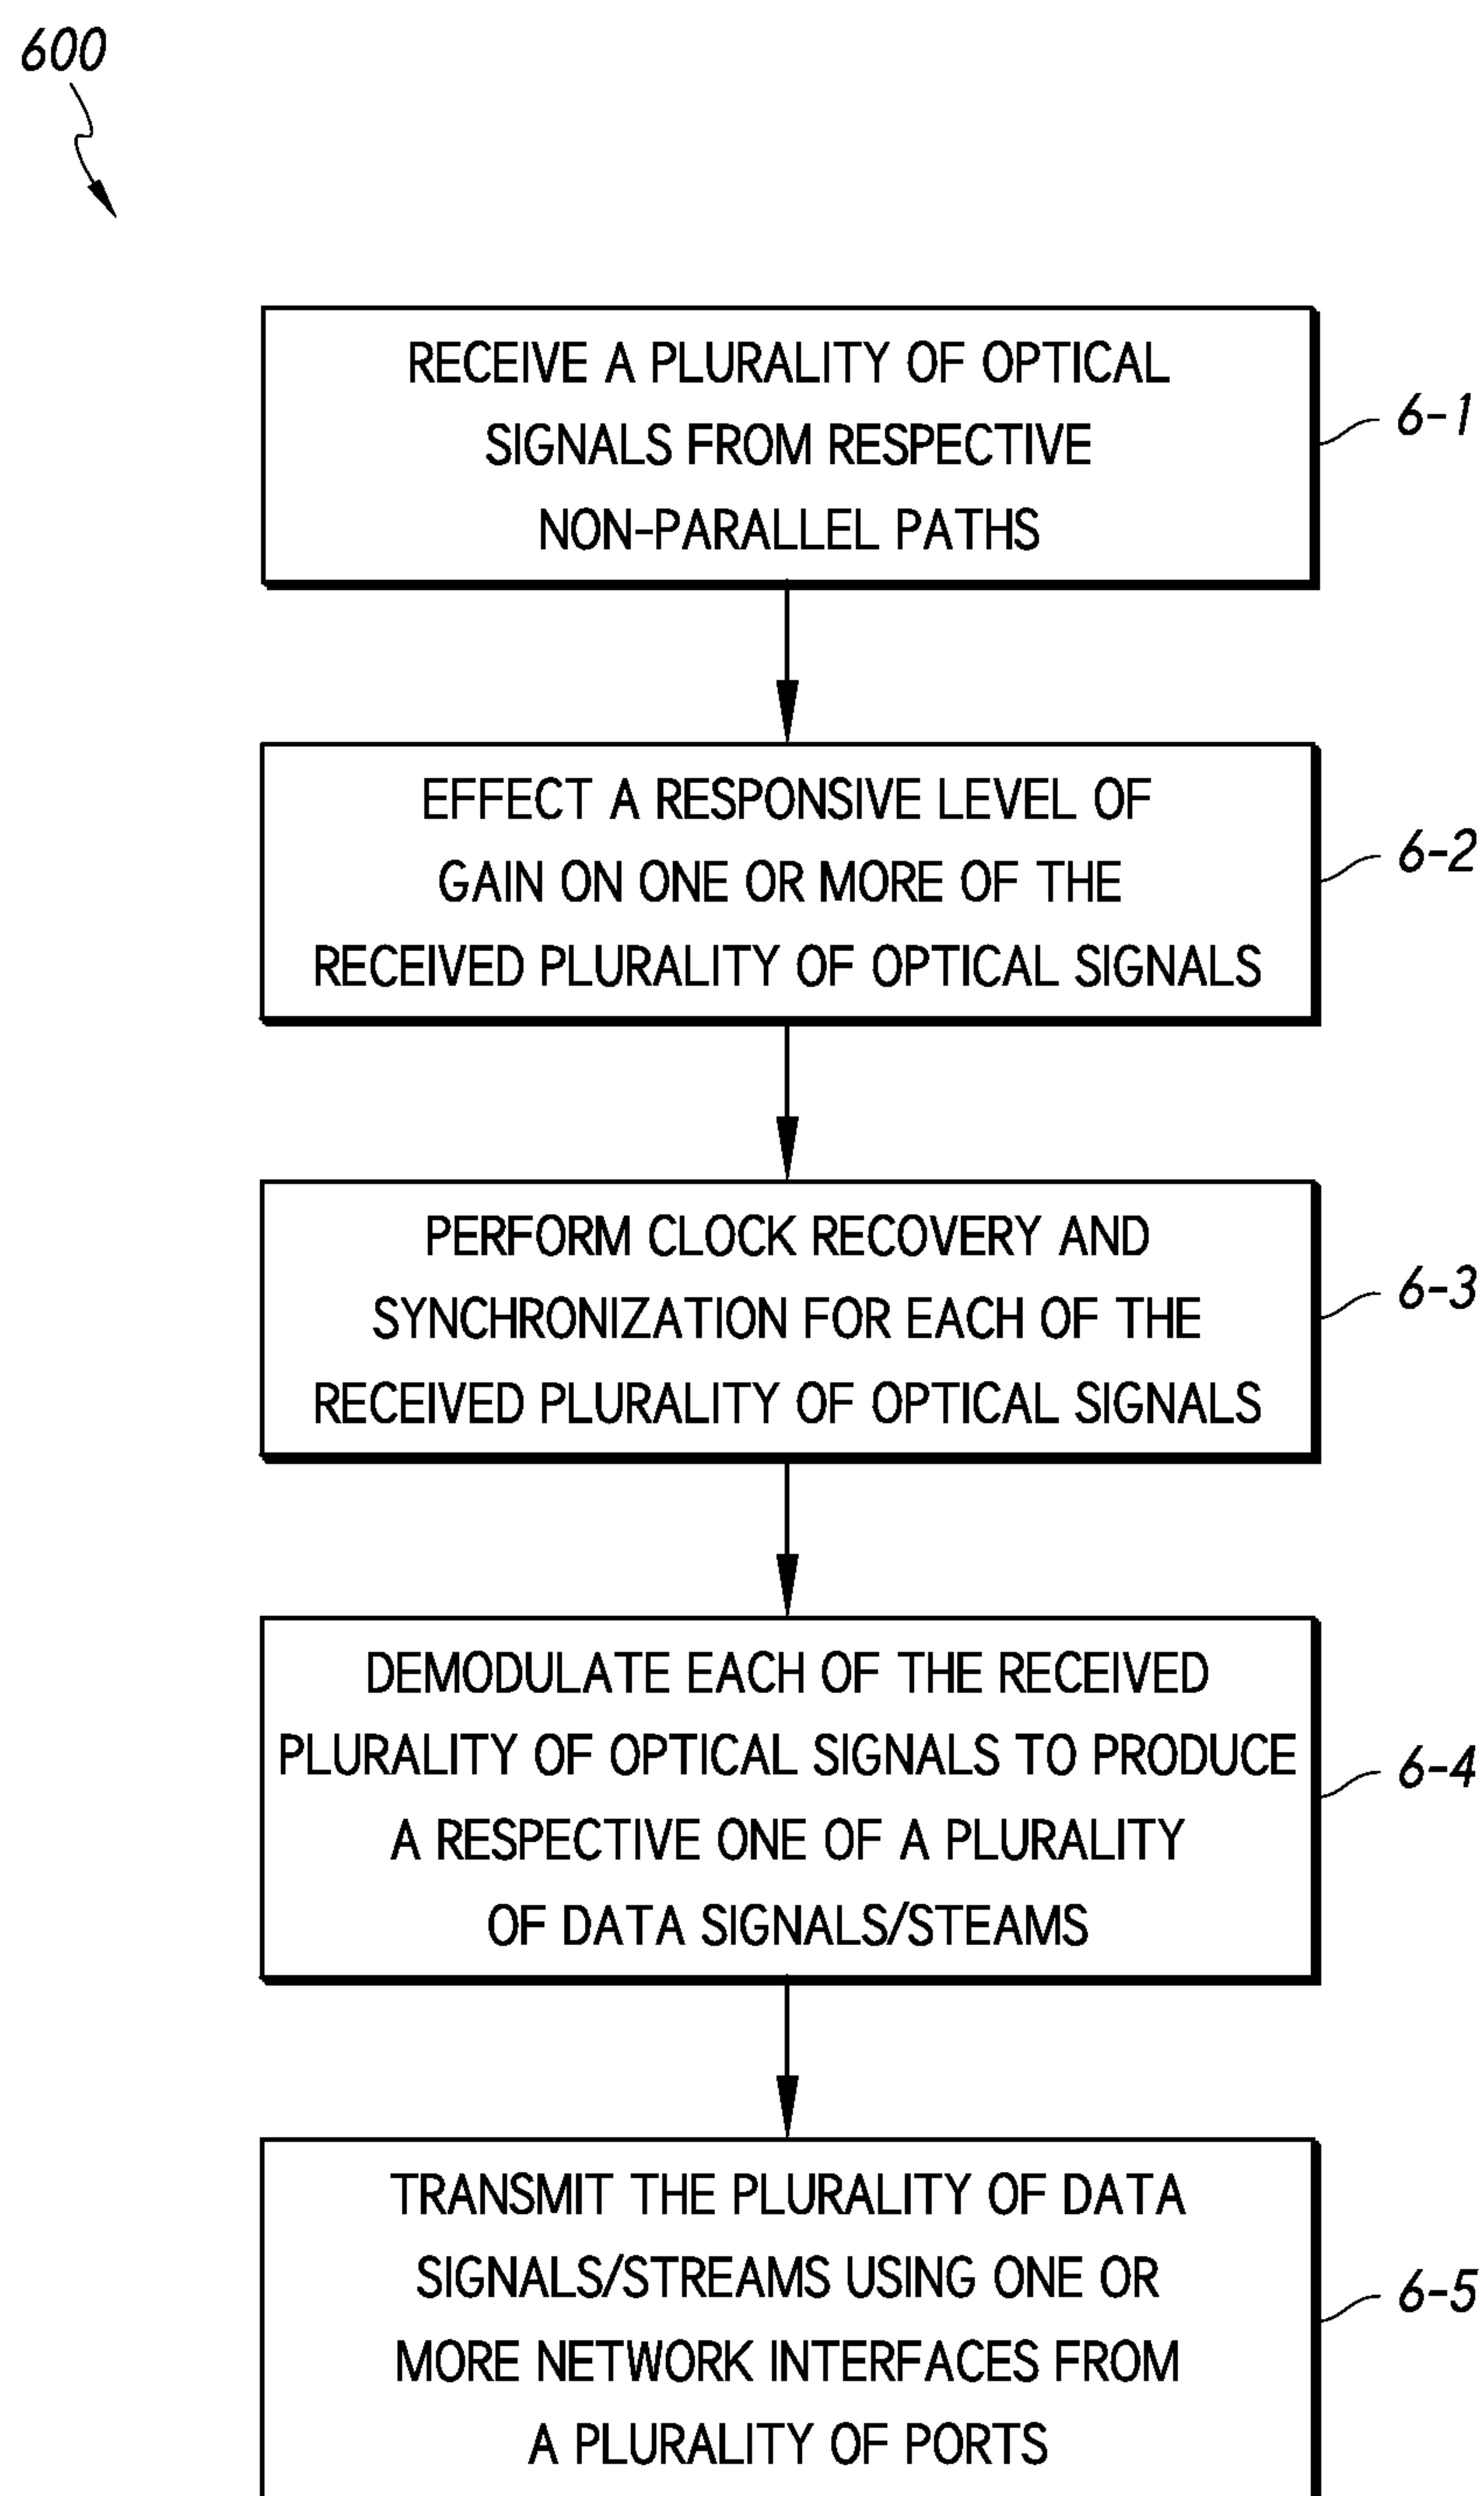 600
RECEIVE A PLURALITY OF OPTICAL
SIGNALS FROM RESPECTIVE
NON-PARALLEL PATHS
6-1
EFFECT A RESPONSIVE LEVEL OF
GAIN ON ONE OR MORE OF THE
RECEIVED PLURALITY OF OPTICAL SIGNALS
6-2
PERFORM CLOCK RECOVERY AND
SYNCHRONIZATION FOR EACH OF THE
RECEIVED PLURALITY OF OPTICAL SIGNALS
6-3
DEMODULATE EACH OF THE RECEIVED
PLURALITY OF OPTICAL SIGNALS TO PRODUCE
A RESPECTIVE ONE OF A PLURALITY
OF DATA SIGNALS/STEAMS
6-4
TRANSMIT THE PLURALITY OF DATA
SIGNALS/STREAMS USING ONE OR
MORE NETWORK INTERFACES FROM
A PLURALITY OF PORTS
6-5